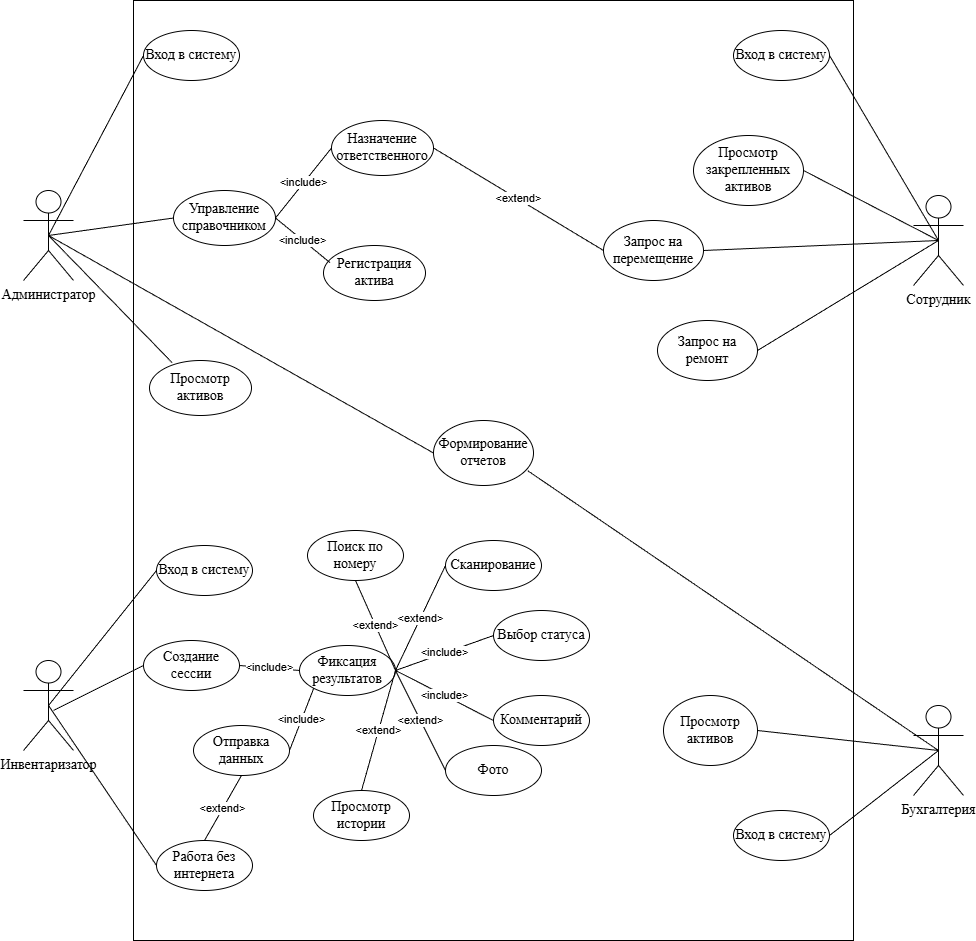 Вход в систему
Вход в систему
Назначение
ответственного
<include>
Просмотр
закрепленных
активов
<extend>
Управление
справочником
<include>
Запрос на
перемещение
Регистрация
актива
Администратор
Сотрудник
Запрос на
ремонт
Просмотр
активов
Формирование
отчетов
Поиск по
номеру
Сканирование
Вход в систему
<extend>
<extend>
Выбор статуса
<include>
Создание
сессии
<include>
Фиксация
результатов
<include>
Комментарий
<include>
<extend>
<extend>
Просмотр
активов
Отправка
данных
Инвентаризатор
Фото
<extend>
Просмотр
истории
Бухгалтерия
Вход в систему
Работа без
интернета